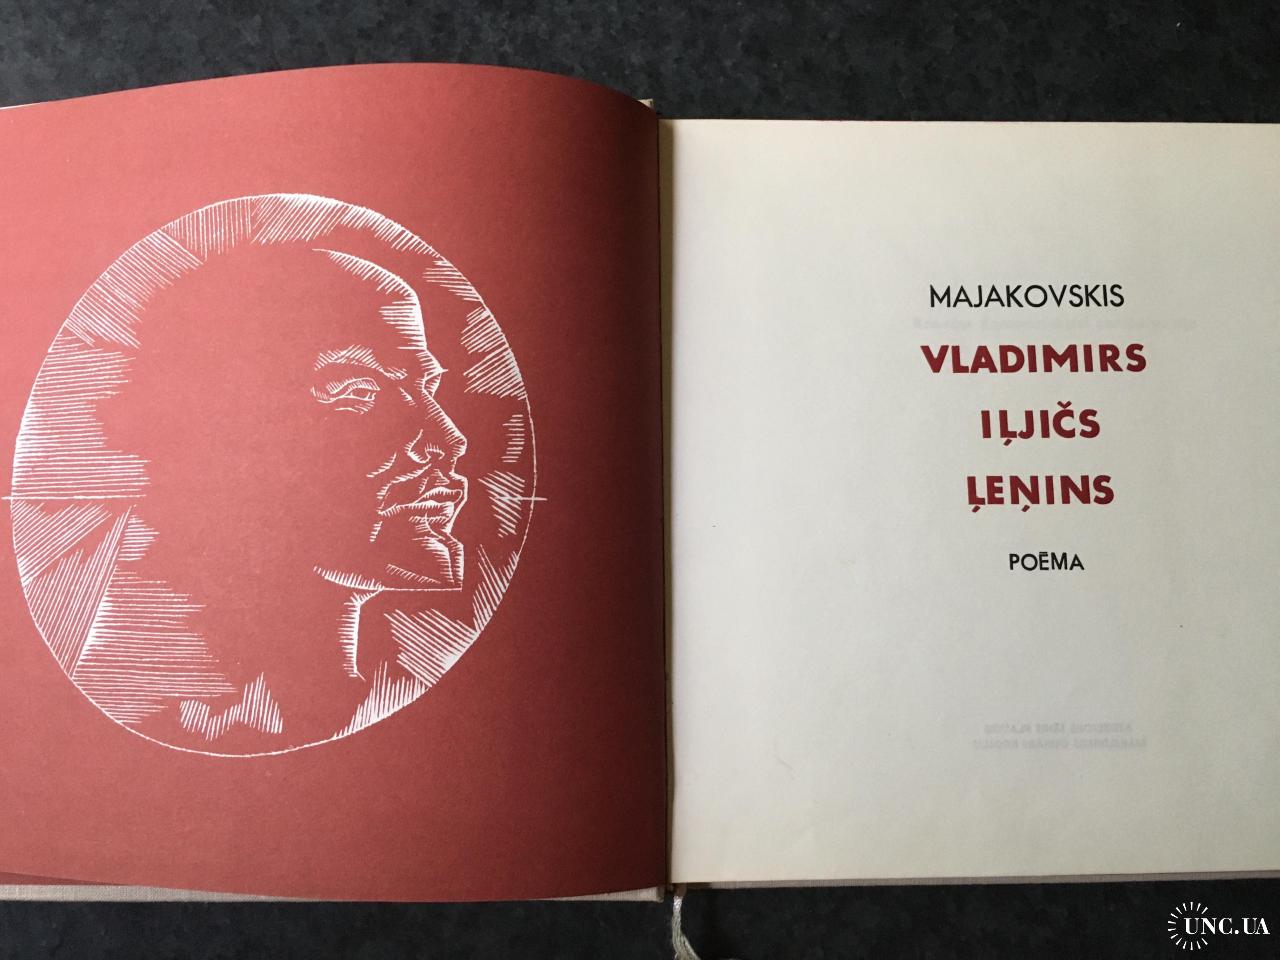 MAJAKOVSKIS
VLADIMIRS
IĻJIČS
ĻEŅINS
POĒMA
UNC.UA